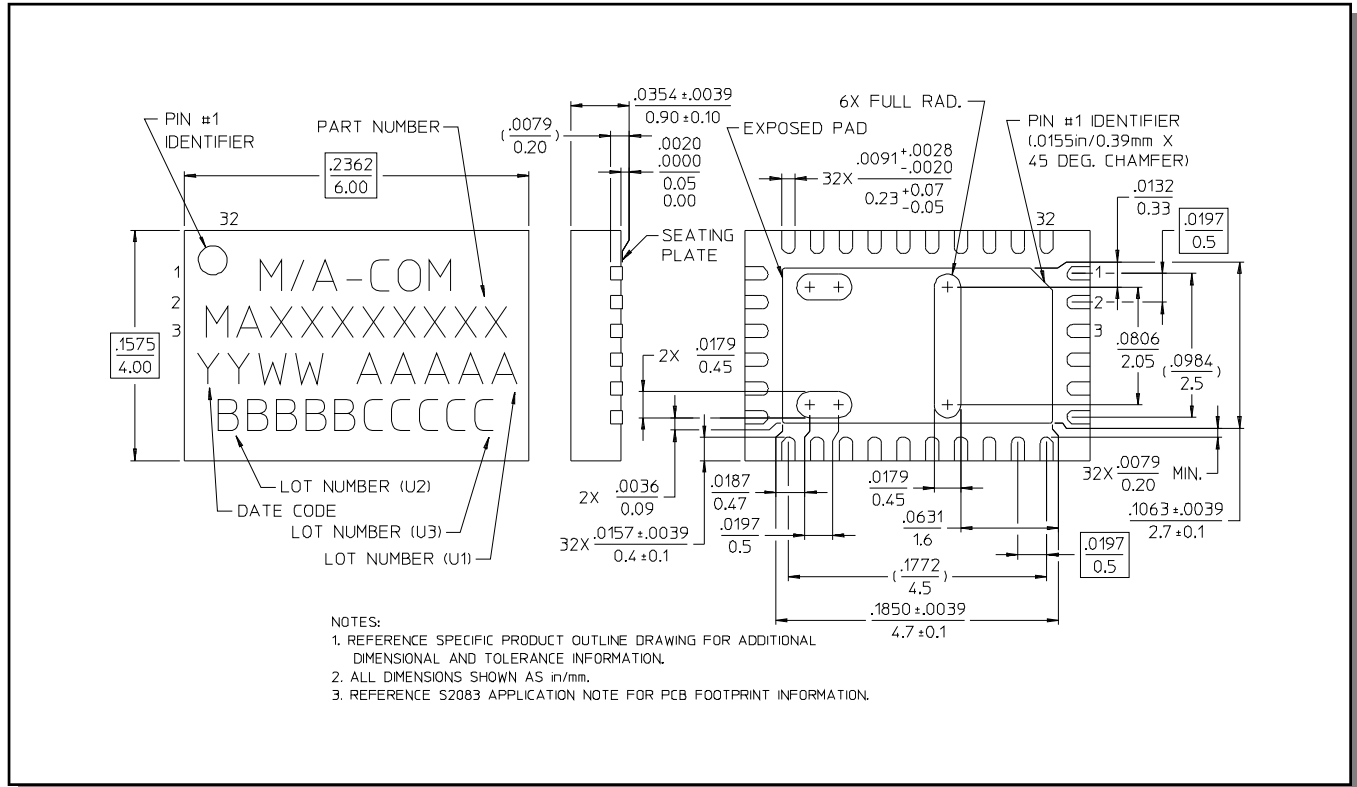 PIN #1
IDENTIFIER
PART NUMBER
.2362
6.00
32
1
2
3
.1575
4.00
M/A-COM
MAXXXXXXXXX
YYWW AAAAA
BBBBBCCCCC
LOT NUMBER (U2)
DATE CODE
LOT NUMBER (U3)
LOT NUMBER (U1)
.0354 ±.0039
0.90 ±0.10
(.0079
0.20)
.0020
.0000
0.05
0.00
SEATING
PLATE
EXPOSED PAD
6X FULL RAD.
32X .0091 +.0028
-.0020
0.23 +0.07
-0.05
PIN #1 IDENTIFIER
(.0155in/0.39mm X
45 DEG. CHAMFER)
32
.0132
0.33
.0197
0.5
1
2
3
2X .0179
0.45
.0806
2.05
(.0984
2.5)
2X .0036
0.09
32X .0157 ±.0039
0.4 ±0.1
.0187
0.47
.0197
0.5
.0179
0.45
.0631
1.6
32X .0079 MIN.
0.20
.1063 ±.0039
2.7 ±0.1
.0197
0.5
(.1772
4.5)
.1850 ±.0039
4.7 ±0.1
NOTES:
1. REFERENCE SPECIFIC PRODUCT OUTLINE DRAWING FOR ADDITIONAL
DIMENSIONAL AND TOLERANCE INFORMATION.
2. ALL DIMENSIONS SHOWN AS in/mm.
3. REFERENCE S2083 APPLICATION NOTE FOR PCB FOOTPRINT INFORMATION.